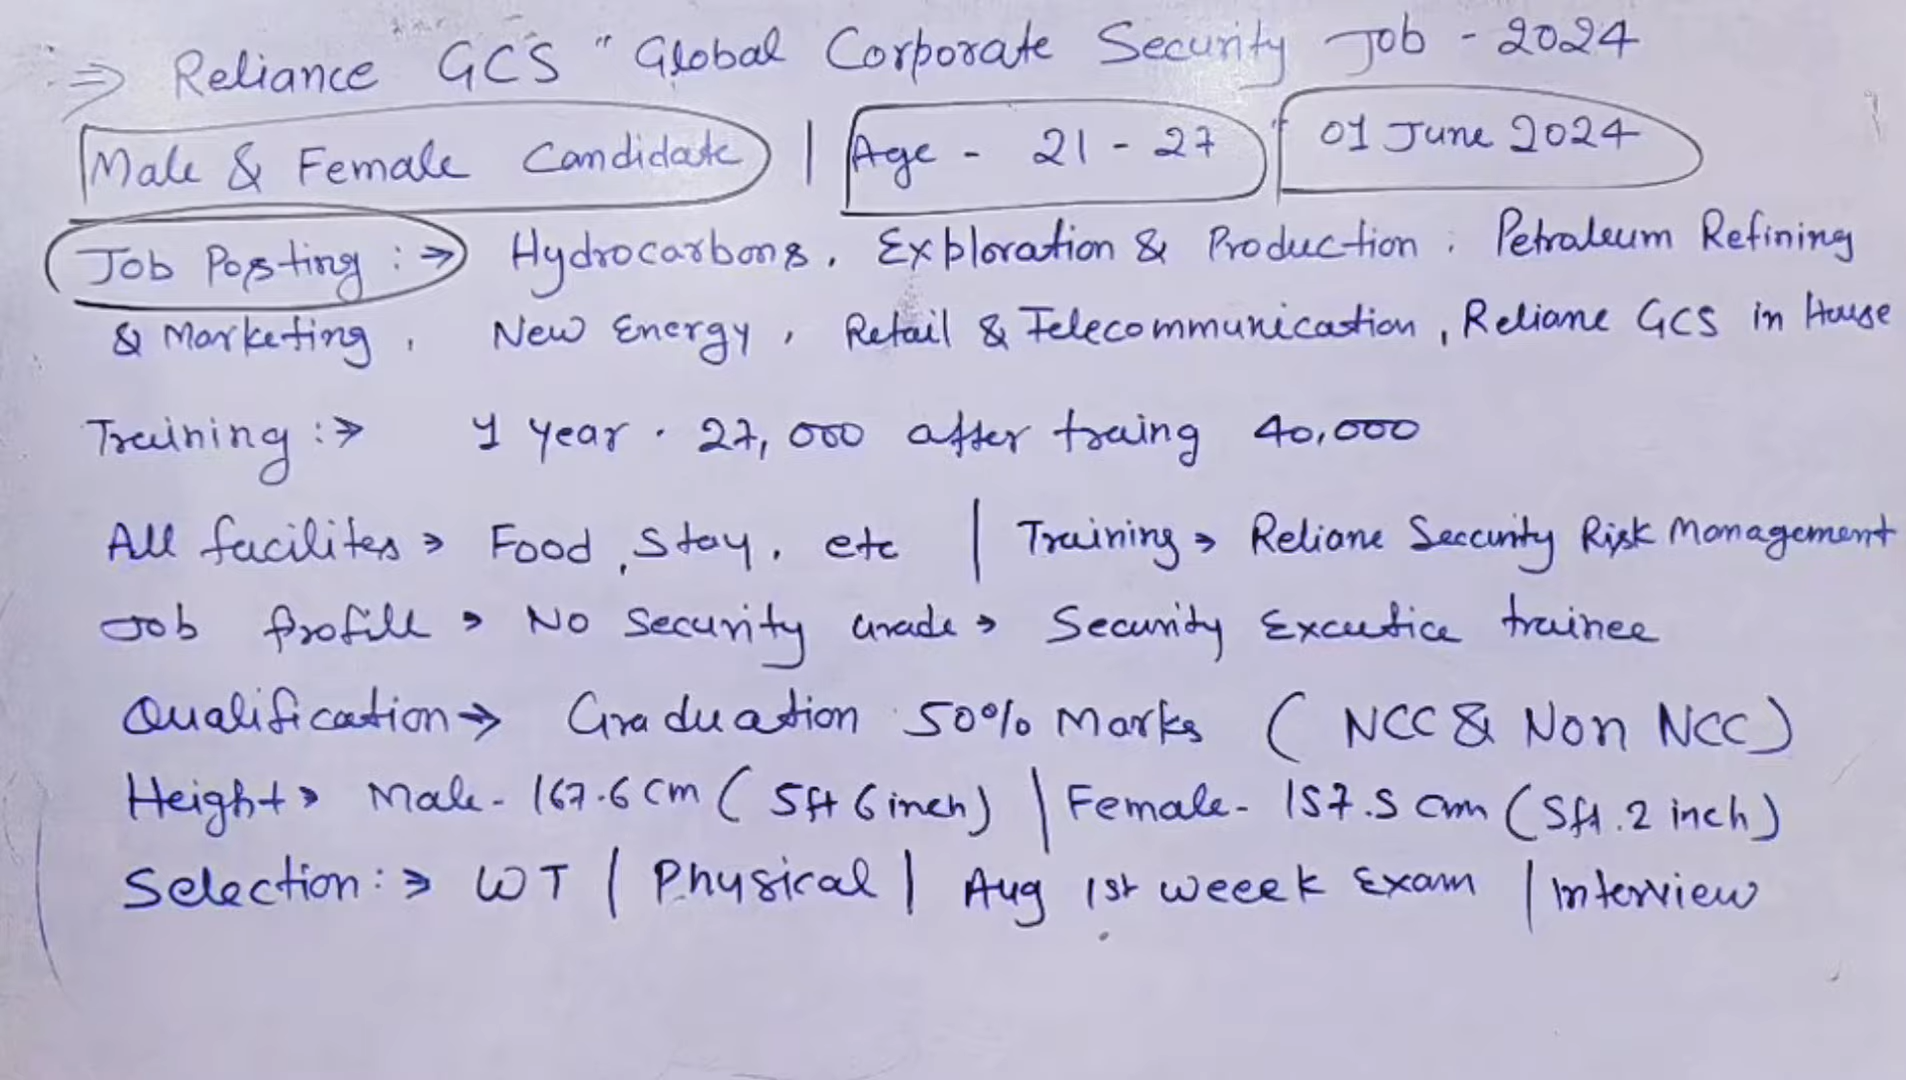 ⇒ Reliance GCS " Global Corporate Security Job - 2024
Male & Female Candidate | Age - 21 - 27 " 01 June 2024
Job Posting :→ Hydrocarbons, Exploration & Production, Petroleum Refining
& Marketing, New Energy, Retail & Telecommunication, Reliane GCS in House
Training :→ 1 year . 27,000 after traing 40,000
All facilites → Food, Stay, etc | Training → Reliane Security Risk Management
Job profile → No Security Grade → Security Excutice trainee
Qualification → Graduation 50% Marks ( NCC & Non NCC )
Height → Male - 167.6 cm ( 5ft 6 inch ) | Female - 157.5 cm ( 5ft. 2 inch )
Selection :→ WT | Physical | Aug 1st weeek Exam | Interview